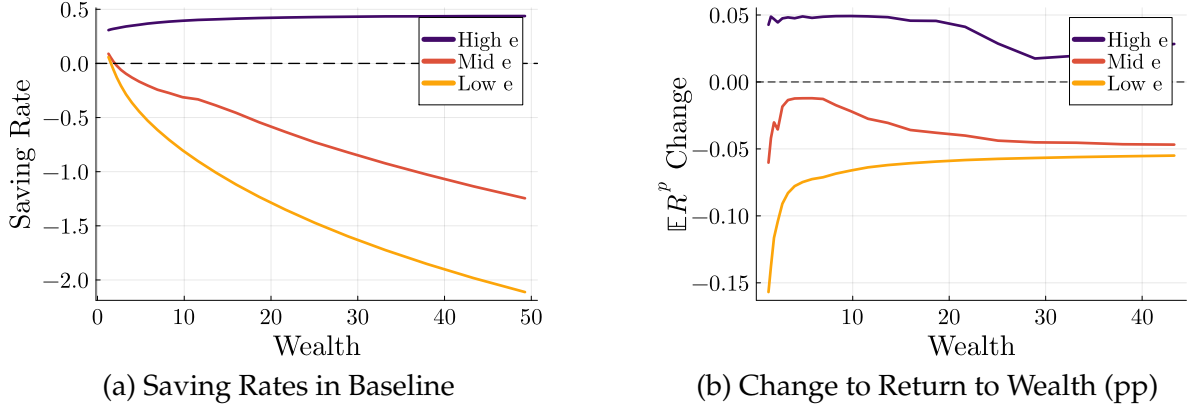 0.5
0.0
−0.5
−1.0
−1.5
−2.0
Saving Rate
High e
Mid e
Low e
0 10 20 30 40 50
Wealth
(a) Saving Rates in Baseline
0.05
0.00
−0.05
−0.10
−0.15
𝔼R^p Change
High e
Mid e
Low e
10 20 30 40
Wealth
(b) Change to Return to Wealth (pp)